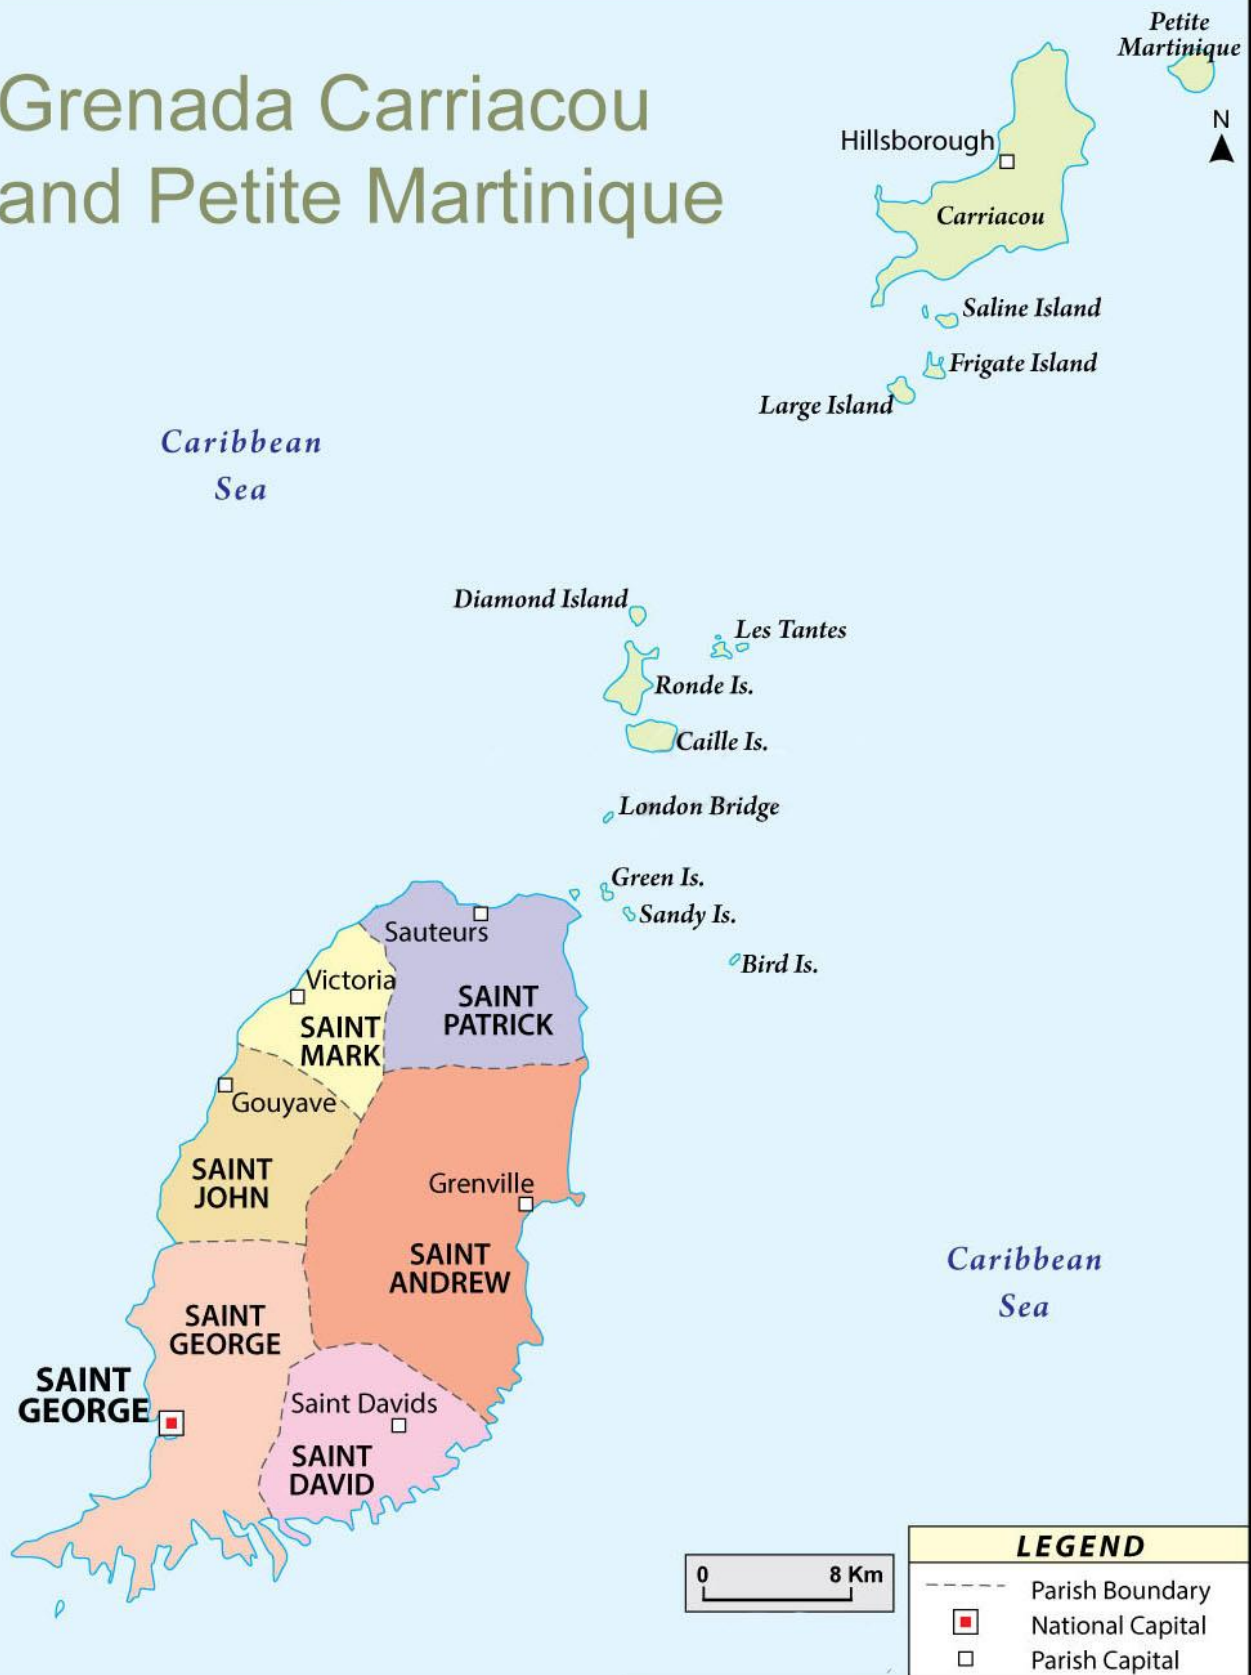 Grenada Carriacou
and Petite Martinique
Petite
Martinique
N
Hillsborough
Carriacou
Saline Island
Frigate Island
Large Island
Caribbean
Sea
Diamond Island
Les Tantes
Ronde Is.
Caille Is.
London Bridge
Green Is.
Sandy Is.
Bird Is.
Sauteurs
Victoria
SAINT
PATRICK
SAINT
MARK
Gouyave
SAINT
JOHN
Grenville
SAINT
ANDREW
Caribbean
Sea
SAINT
GEORGE
SAINT
GEORGE
Saint Davids
SAINT
DAVID
0 8 Km
LEGEND
Parish Boundary
National Capital
Parish Capital